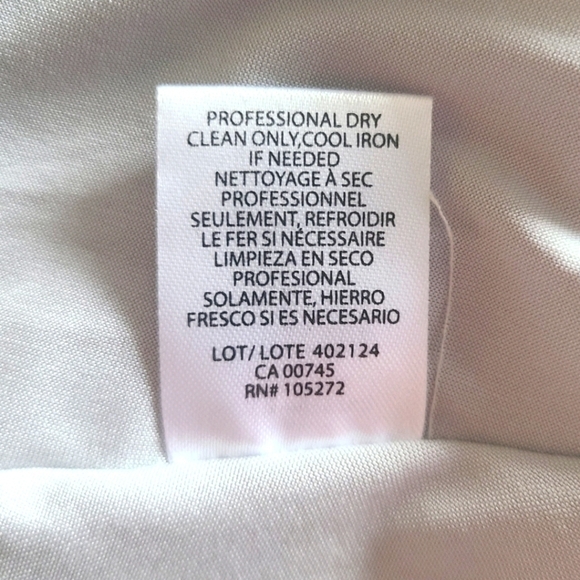 PROFESSIONAL DRY
CLEAN ONLY,COOL IRON
IF NEEDED
NETTOYAGE À SEC
PROFESSIONNEL
SEULEMENT, REFROIDIR
LE FER SI NÉCESSAIRE
LIMPIEZA EN SECO
PROFESIONAL
SOLAMENTE, HIERRO
FRESCO SI ES NECESARIO
LOT/ LOTE 402124
CA 00745
RN# 105272